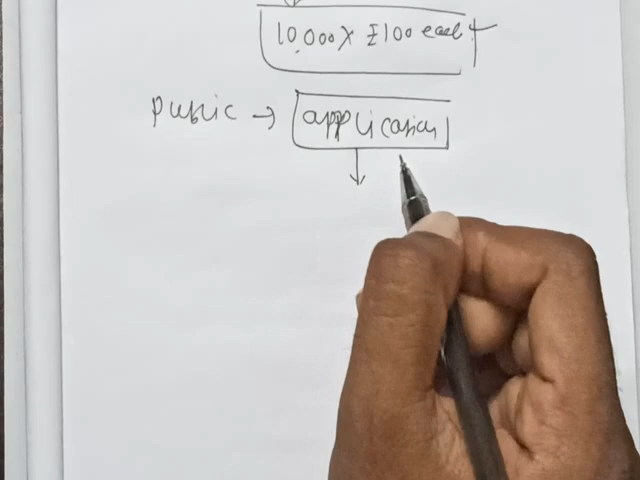 10,000 X ₹100 each
public → application